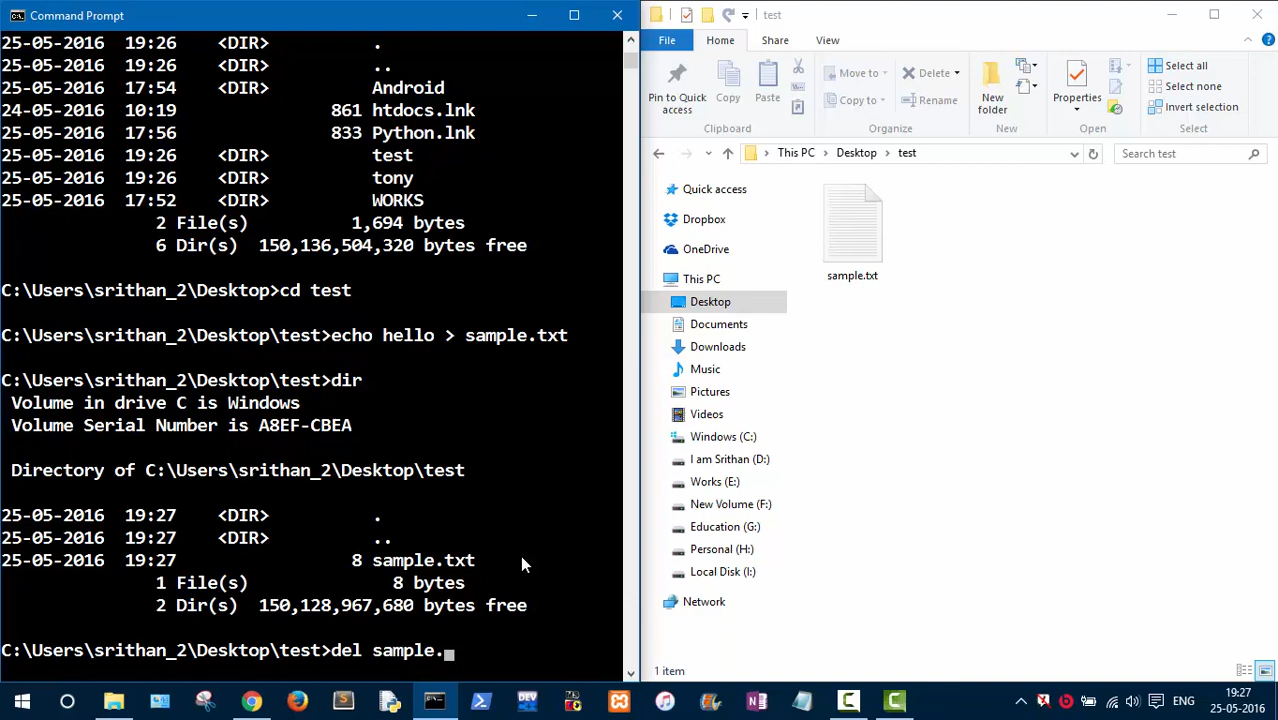 Command Prompt
25-05-2016  19:26    <DIR>          .
25-05-2016  19:26    <DIR>          ..
25-05-2016  17:54    <DIR>          Android
24-05-2016  10:19               861 htdocs.lnk
25-05-2016  17:56               833 Python.lnk
25-05-2016  19:26    <DIR>          test
25-05-2016  19:26    <DIR>          tony
25-05-2016  17:52    <DIR>          WORKS
2 File(s)          1,694 bytes
6 Dir(s)  150,136,504,320 bytes free
C:\Users\srithan_2\Desktop>cd test
C:\Users\srithan_2\Desktop\test>echo hello > sample.txt
C:\Users\srithan_2\Desktop\test>dir
Volume in drive C is Windows
Volume Serial Number is A8EF-CBEA
Directory of C:\Users\srithan_2\Desktop\test
25-05-2016  19:27    <DIR>          .
25-05-2016  19:27    <DIR>          ..
25-05-2016  19:27                 8 sample.txt
1 File(s)              8 bytes
2 Dir(s)  150,128,967,680 bytes free
C:\Users\srithan_2\Desktop\test>del sample.
test
File Home Share View
Pin to Quick access
Copy
Paste
Clipboard
Move to
Copy to
Delete
Rename
Organize
New folder
New
Properties
Open
Select all
Select none
Invert selection
Select
This PC > Desktop > test
Search test
Quick access
Dropbox
OneDrive
This PC
Desktop
Documents
Downloads
Music
Pictures
Videos
Windows (C:)
I am Srithan (D:)
Works (E:)
New Volume (F:)
Education (G:)
Personal (H:)
Local Disk (I:)
Network
sample.txt
1 item
DEV
ENG
19:27
25-05-2016